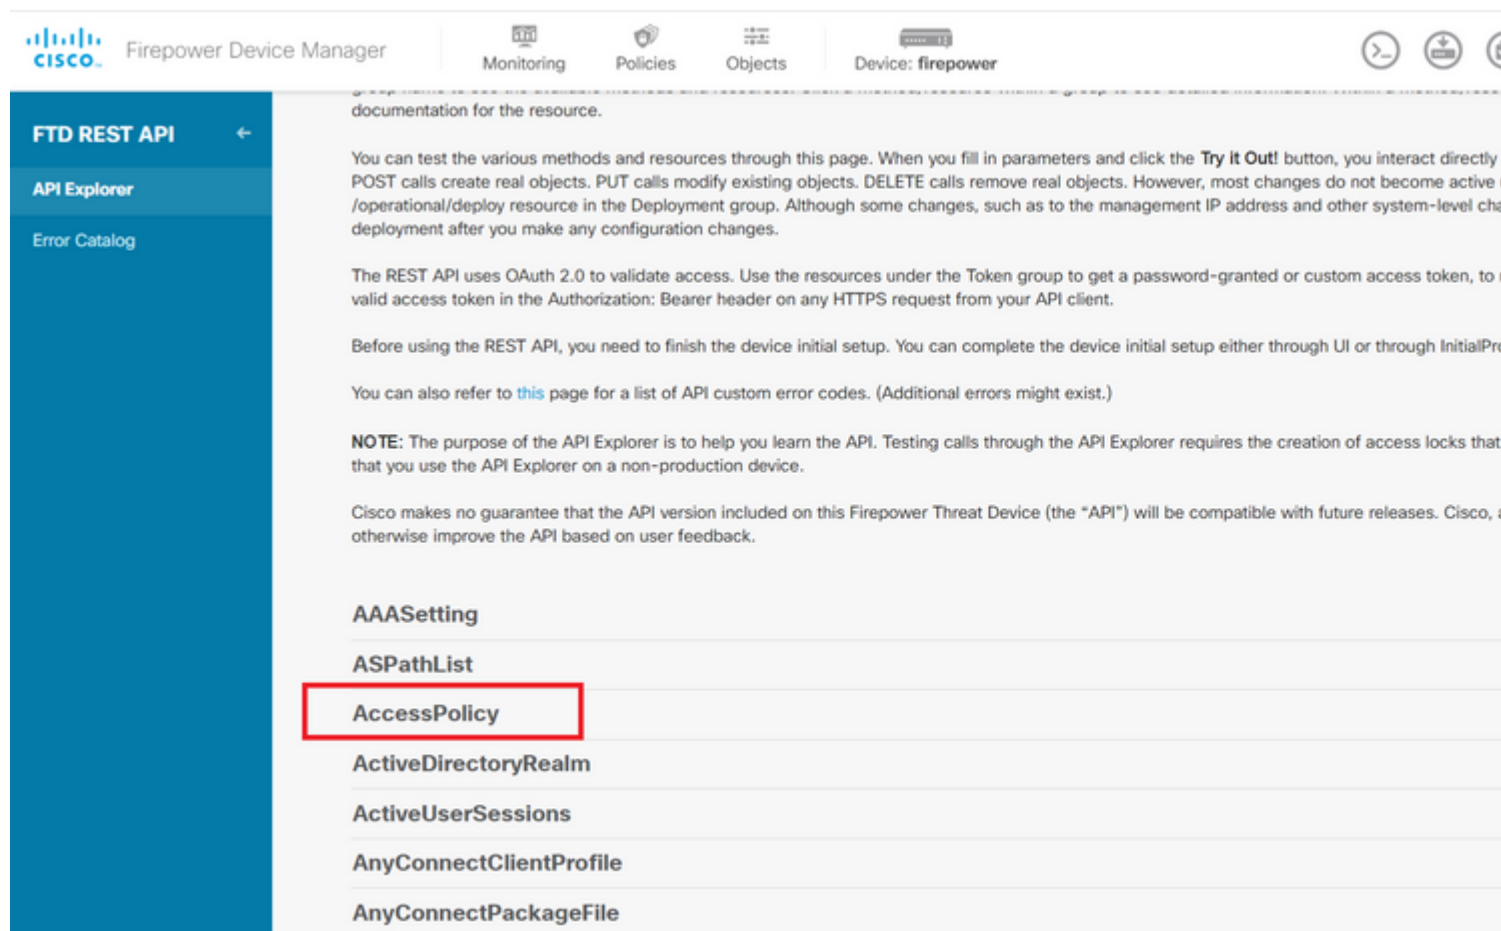 CISCO
Firepower Device Manager
Monitoring
Policies
Objects
Device: firepower
FTD REST API
API Explorer
Error Catalog
documentation for the resource.
You can test the various methods and resources through this page. When you fill in parameters and click the Try it Out! button, you interact directly
POST calls create real objects. PUT calls modify existing objects. DELETE calls remove real objects. However, most changes do not become active
/operational/deploy resource in the Deployment group. Although some changes, such as to the management IP address and other system-level cha
deployment after you make any configuration changes.
The REST API uses OAuth 2.0 to validate access. Use the resources under the Token group to get a password-granted or custom access token, to
valid access token in the Authorization: Bearer header on any HTTPS request from your API client.
Before using the REST API, you need to finish the device initial setup. You can complete the device initial setup either through UI or through InitialPr
You can also refer to this page for a list of API custom error codes. (Additional errors might exist.)
NOTE: The purpose of the API Explorer is to help you learn the API. Testing calls through the API Explorer requires the creation of access locks that
that you use the API Explorer on a non-production device.
Cisco makes no guarantee that the API version included on this Firepower Threat Device (the “API”) will be compatible with future releases. Cisco,
otherwise improve the API based on user feedback.
AAASetting
ASPathList
AccessPolicy
ActiveDirectoryRealm
ActiveUserSessions
AnyConnectClientProfile
AnyConnectPackageFile